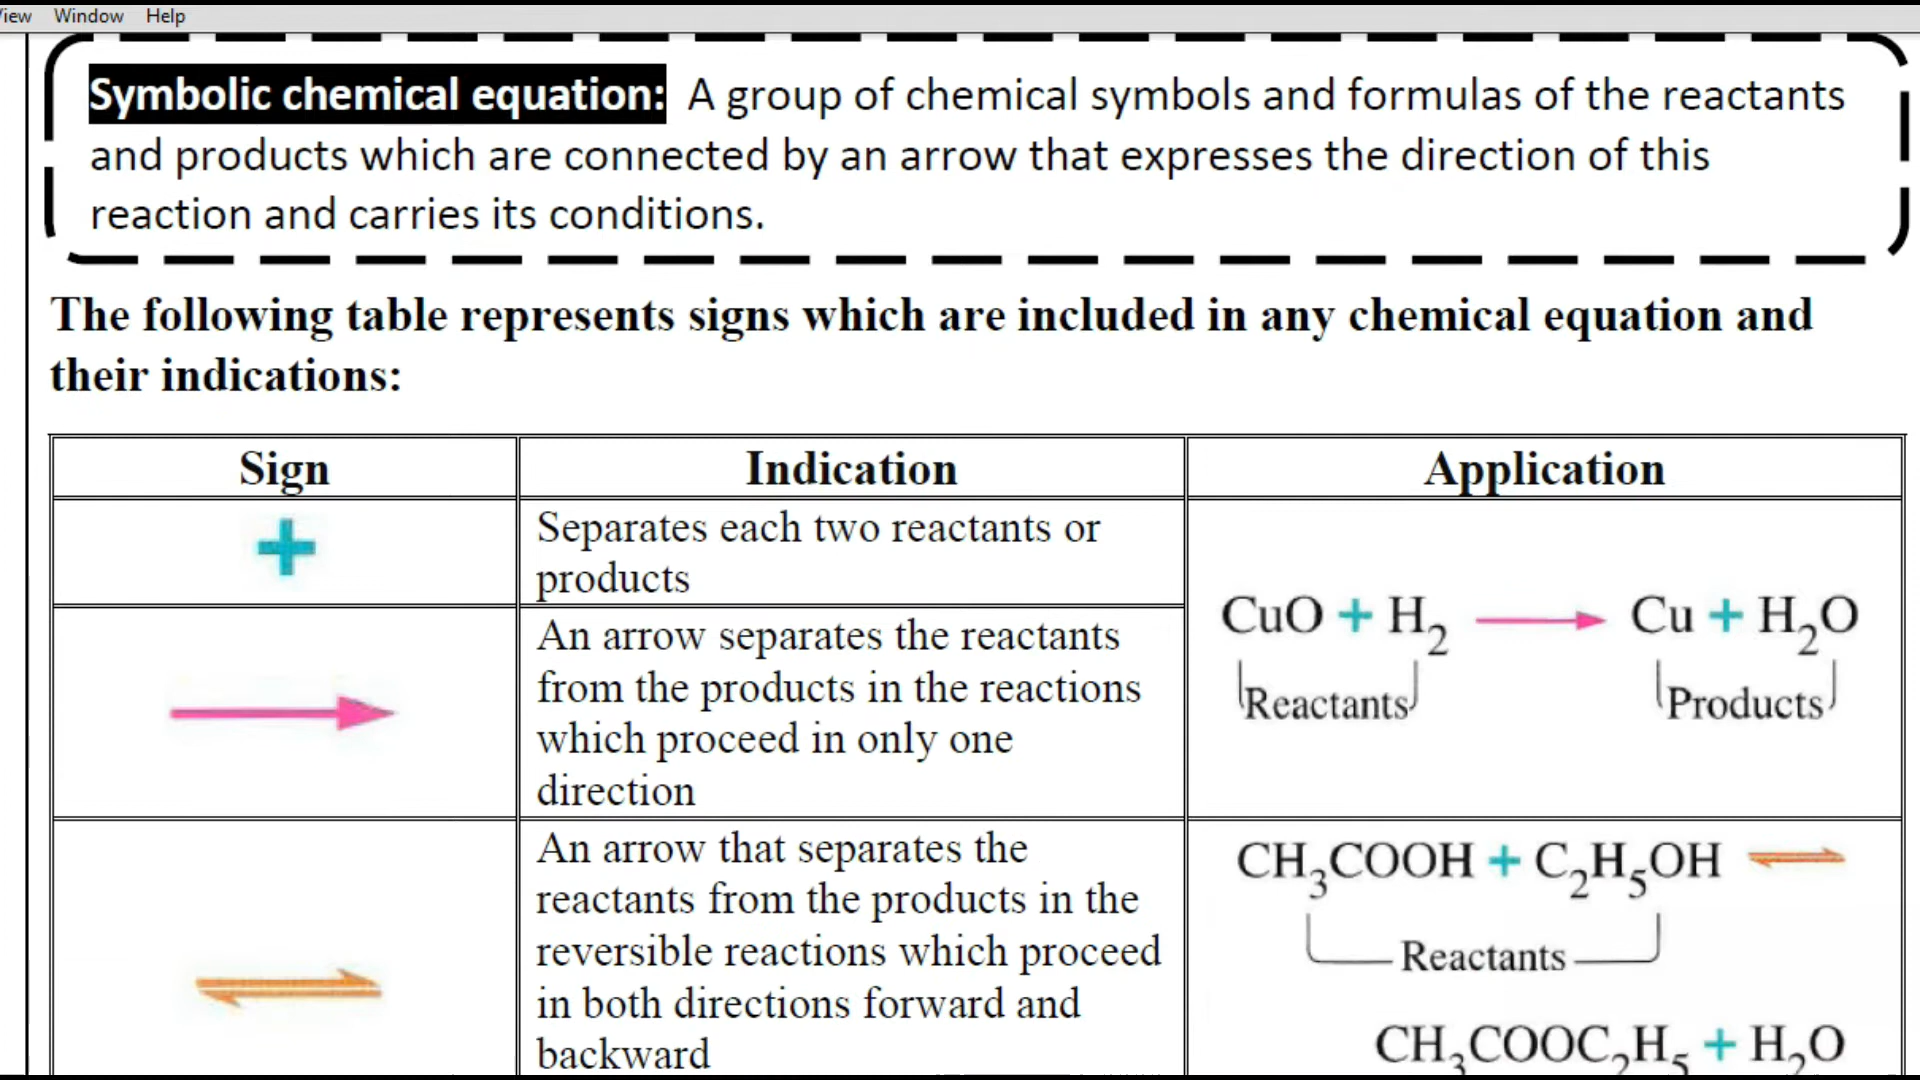 View Window Help
Symbolic chemical equation: A group of chemical symbols and formulas of the reactants
and products which are connected by an arrow that expresses the direction of this
reaction and carries its conditions.
The following table represents signs which are included in any chemical equation and
their indications:
Sign Indication Application
+ Separates each two reactants or
products
An arrow separates the reactants
from the products in the reactions
which proceed in only one
direction
CuO + H₂ → Cu + H₂O
Reactants Products
An arrow that separates the
reactants from the products in the
reversible reactions which proceed
in both directions forward and
backward
CH₃COOH + C₂H₅OH ⇌
Reactants
CH₃COOC₂H₅ + H₂O